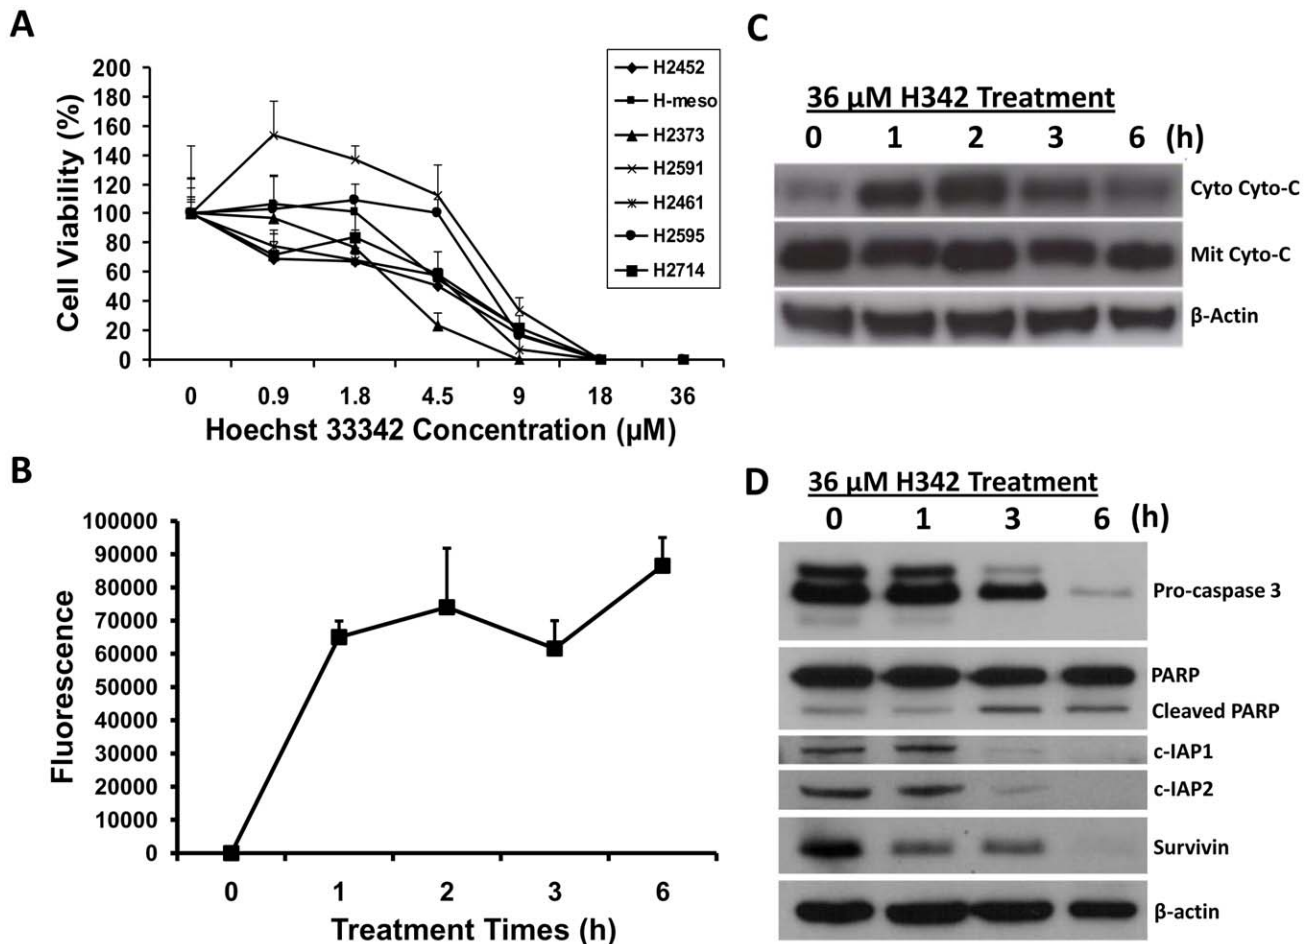 A
200
180
160
140
120
100
80
60
40
20
0
Cell Viability (%)
0 0.9 1.8 4.5 9 18 36
Hoechst 33342 Concentration (µM)
H2452
H-meso
H2373
H2591
H2461
H2595
H2714
B
100000
90000
80000
70000
60000
50000
40000
30000
20000
10000
0
Fluorescence
0 1 2 3 6
Treatment Times (h)
C
36 µM H342 Treatment
0 1 2 3 6 (h)
Cyto Cyto-C
Mit Cyto-C
β-Actin
D
36 µM H342 Treatment
0 1 3 6 (h)
Pro-caspase 3
PARP
Cleaved PARP
c-IAP1
c-IAP2
Survivin
β-actin